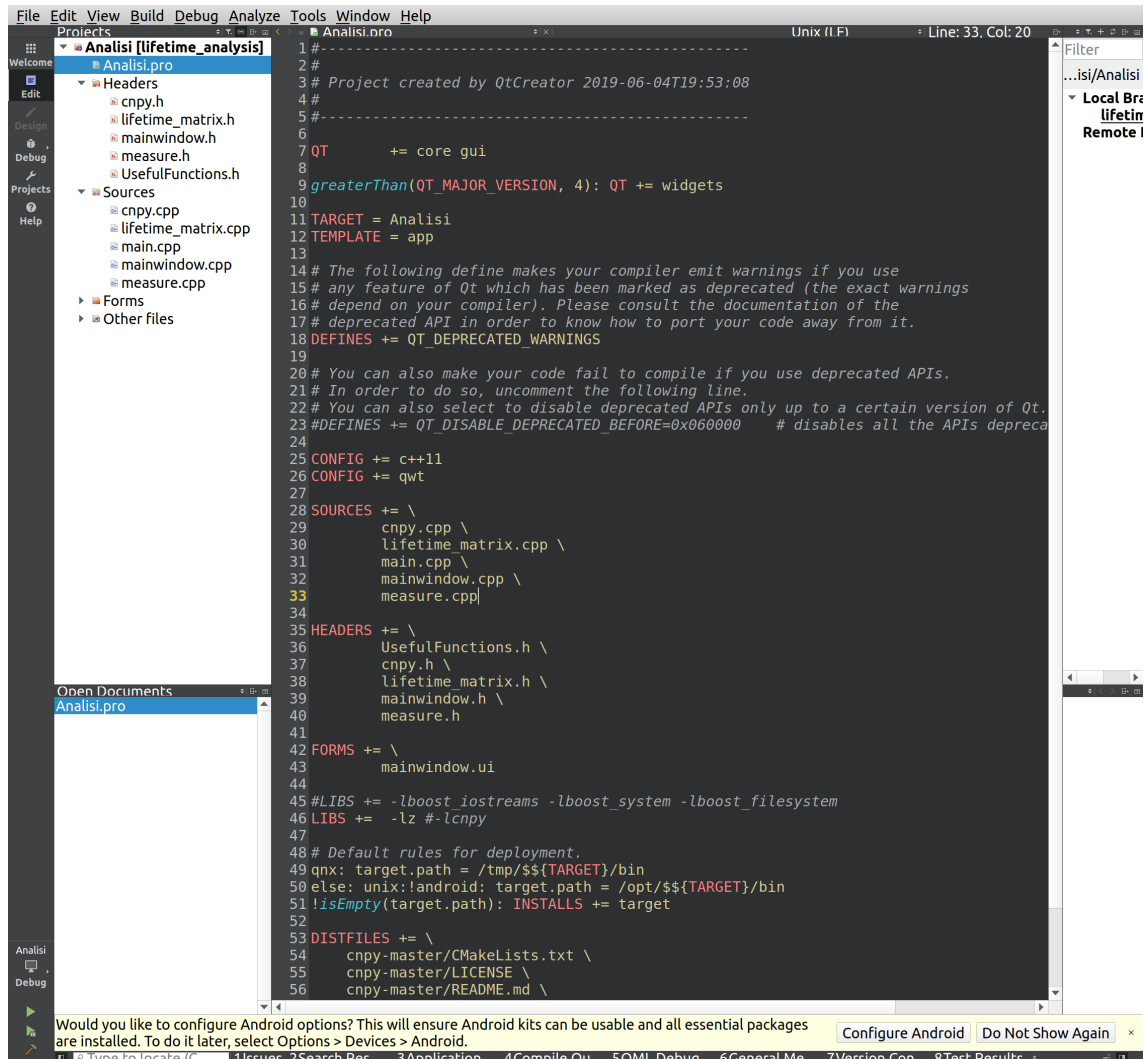 File Edit View Build Debug Analyze Tools Window Help
Projects
Analisi.pro
Unix (LF)
Line: 33, Col: 20
Welcome
Edit
Design
Debug
Projects
Help
Analisi [lifetime_analysis]
Analisi.pro
Headers
cnpy.h
lifetime_matrix.h
mainwindow.h
measure.h
UsefulFunctions.h
Sources
cnpy.cpp
lifetime_matrix.cpp
main.cpp
mainwindow.cpp
measure.cpp
Forms
Other files
Open Documents
Analisi.pro
1 #-------------------------------------------------
2 #
3 # Project created by QtCreator 2019-06-04T19:53:08
4 #
5 #-------------------------------------------------
6
7 QT       += core gui
8
9 greaterThan(QT_MAJOR_VERSION, 4): QT += widgets
10
11 TARGET = Analisi
12 TEMPLATE = app
13
14 # The following define makes your compiler emit warnings if you use
15 # any feature of Qt which has been marked as deprecated (the exact warnings
16 # depend on your compiler). Please consult the documentation of the
17 # deprecated API in order to know how to port your code away from it.
18 DEFINES += QT_DEPRECATED_WARNINGS
19
20 # You can also make your code fail to compile if you use deprecated APIs.
21 # In order to do so, uncomment the following line.
22 # You can also select to disable deprecated APIs only up to a certain version of Qt.
23 #DEFINES += QT_DISABLE_DEPRECATED_BEFORE=0x060000    # disables all the APIs depreca
24
25 CONFIG += c++11
26 CONFIG += qwt
27
28 SOURCES += \
29         cnpy.cpp \
30         lifetime_matrix.cpp \
31         main.cpp \
32         mainwindow.cpp \
33         measure.cpp
34
35 HEADERS += \
36         UsefulFunctions.h \
37         cnpy.h \
38         lifetime_matrix.h \
39         mainwindow.h \
40         measure.h
41
42 FORMS += \
43         mainwindow.ui
44
45 #LIBS += -lboost_iostreams -lboost_system -lboost_filesystem
46 LIBS +=  -lz #-lcnpy
47
48 # Default rules for deployment.
49 qnx: target.path = /tmp/$${TARGET}/bin
50 else: unix:!android: target.path = /opt/$${TARGET}/bin
51 !isEmpty(target.path): INSTALLS += target
52
53 DISTFILES += \
54     cnpy-master/CMakeLists.txt \
55     cnpy-master/LICENSE \
56     cnpy-master/README.md \
Filter
...isi/Analisi
Local Bra
lifetim
Remote
Analisi
Debug
Would you like to configure Android options? This will ensure Android kits can be usable and all essential packages
are installed. To do it later, select Options > Devices > Android.
Configure Android
Do Not Show Again
Type to locate (C
1 Issues 2 Search Res... 3 Application... 4 Compile Ou... 5 QML Debug... 6 General Me... 7 Version Con... 8 Test Results